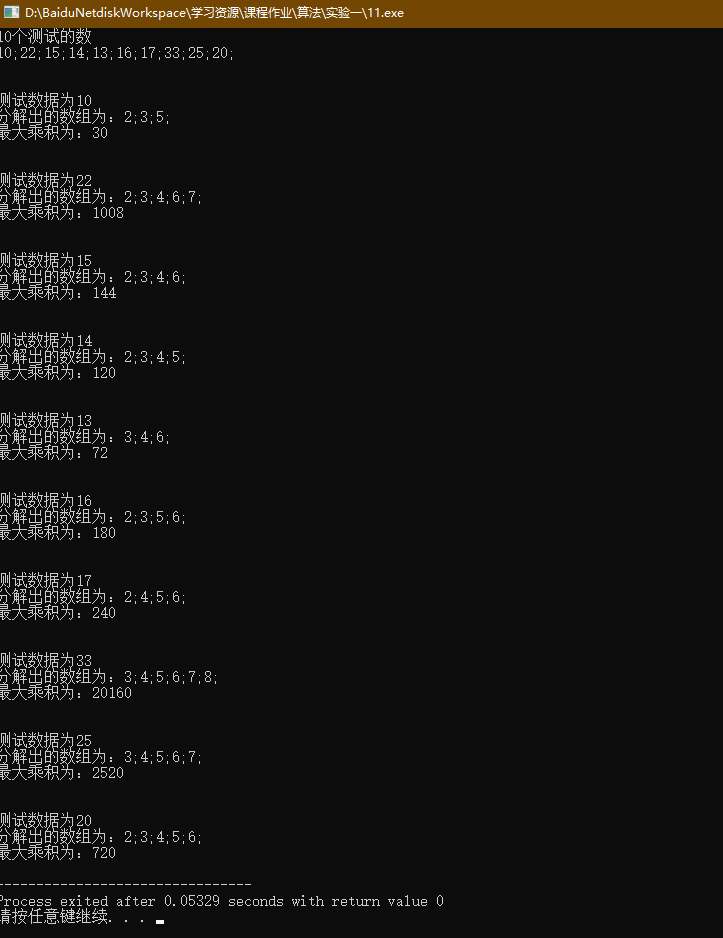 D:\BaiduNetdiskWorkspace\学习资源\课程作业\算法\实验一\11.exe
10个测试的数
10;22;15;14;13;16;17;33;25;20;
测试数据为10
分解出的数组为: 2;3;5;
最大乘积为: 30
测试数据为22
分解出的数组为: 2;3;4;6;7;
最大乘积为: 1008
测试数据为15
分解出的数组为: 2;3;4;6;
最大乘积为: 144
测试数据为14
分解出的数组为: 2;3;4;5;
最大乘积为: 120
测试数据为13
分解出的数组为: 3;4;6;
最大乘积为: 72
测试数据为16
分解出的数组为: 2;3;5;6;
最大乘积为: 180
测试数据为17
分解出的数组为: 2;4;5;6;
最大乘积为: 240
测试数据为33
分解出的数组为: 3;4;5;6;7;8;
最大乘积为: 20160
测试数据为25
分解出的数组为: 3;4;5;6;7;
最大乘积为: 2520
测试数据为20
分解出的数组为: 2;3;4;5;6;
最大乘积为: 720
--------------------------------
Process exited after 0.05329 seconds with return value 0
请按任意键继续. . .